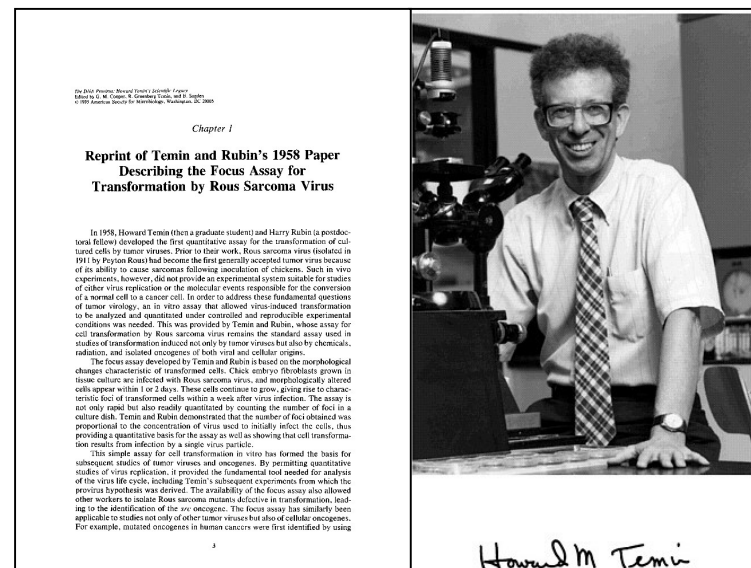 The DNA Provirus: Howard Temin's Scientific Legacy
Edited by G. M. Cooper, R. Greenberg Temin, and B. Sugden
© 1995 American Society for Microbiology, Washington, DC 20005
Chapter 1
Reprint of Temin and Rubin's 1958 Paper
Describing the Focus Assay for
Transformation by Rous Sarcoma Virus
In 1958, Howard Temin (then a graduate student) and Harry Rubin (a postdoc-
toral fellow) developed the first quantitative assay for the transformation of cul-
tured cells by tumor viruses. Prior to their work, Rous sarcoma virus (isolated in
1911 by Peyton Rous) had become the first generally accepted tumor virus because
of its ability to cause sarcomas following inoculation of chickens. Such in vivo
experiments, however, did not provide an experimental system suitable for studies
of either virus replication or the molecular events responsible for the conversion
of a normal cell to a cancer cell. In order to address these fundamental questions
of tumor virology, an in vitro assay that allowed virus-induced transformation
to be analyzed and quantitated under controlled and reproducible experimental
conditions was needed. This was provided by Temin and Rubin, whose assay for
cell transformation by Rous sarcoma virus remains the standard assay used in
studies of transformation induced not only by tumor viruses but also by chemicals,
radiation, and isolated oncogenes of both viral and cellular origins.
The focus assay developed by Temin and Rubin is based on the morphological
changes characteristic of transformed cells. Chick embryo fibroblasts grown in
tissue culture are infected with Rous sarcoma virus, and morphologically altered
cells appear within 1 or 2 days. These cells continue to grow, giving rise to charac-
teristic foci of transformed cells within a week after virus infection. The assay is
not only rapid but also readily quantitated by counting the number of foci in a
culture dish. Temin and Rubin demonstrated that the number of foci obtained was
proportional to the concentration of virus used to initially infect the cells, thus
providing a quantitative basis for the assay as well as showing that cell transforma-
tion results from infection by a single virus particle.
This simple assay for cell transformation in vitro has formed the basis for
subsequent studies of tumor viruses and oncogenes. By permitting quantitative
studies of virus replication, it provided the fundamental tool needed for analysis
of the virus life cycle, including Temin's subsequent experiments from which the
provirus hypothesis was derived. The availability of the focus assay also allowed
other workers to isolate Rous sarcoma mutants defective in transformation, lead-
ing to the identification of the src oncogene. The focus assay has similarly been
applicable to studies not only of other tumor viruses but also of cellular oncogenes.
For example, mutated oncogenes in human cancers were first identified by using
3
Howard M Temin